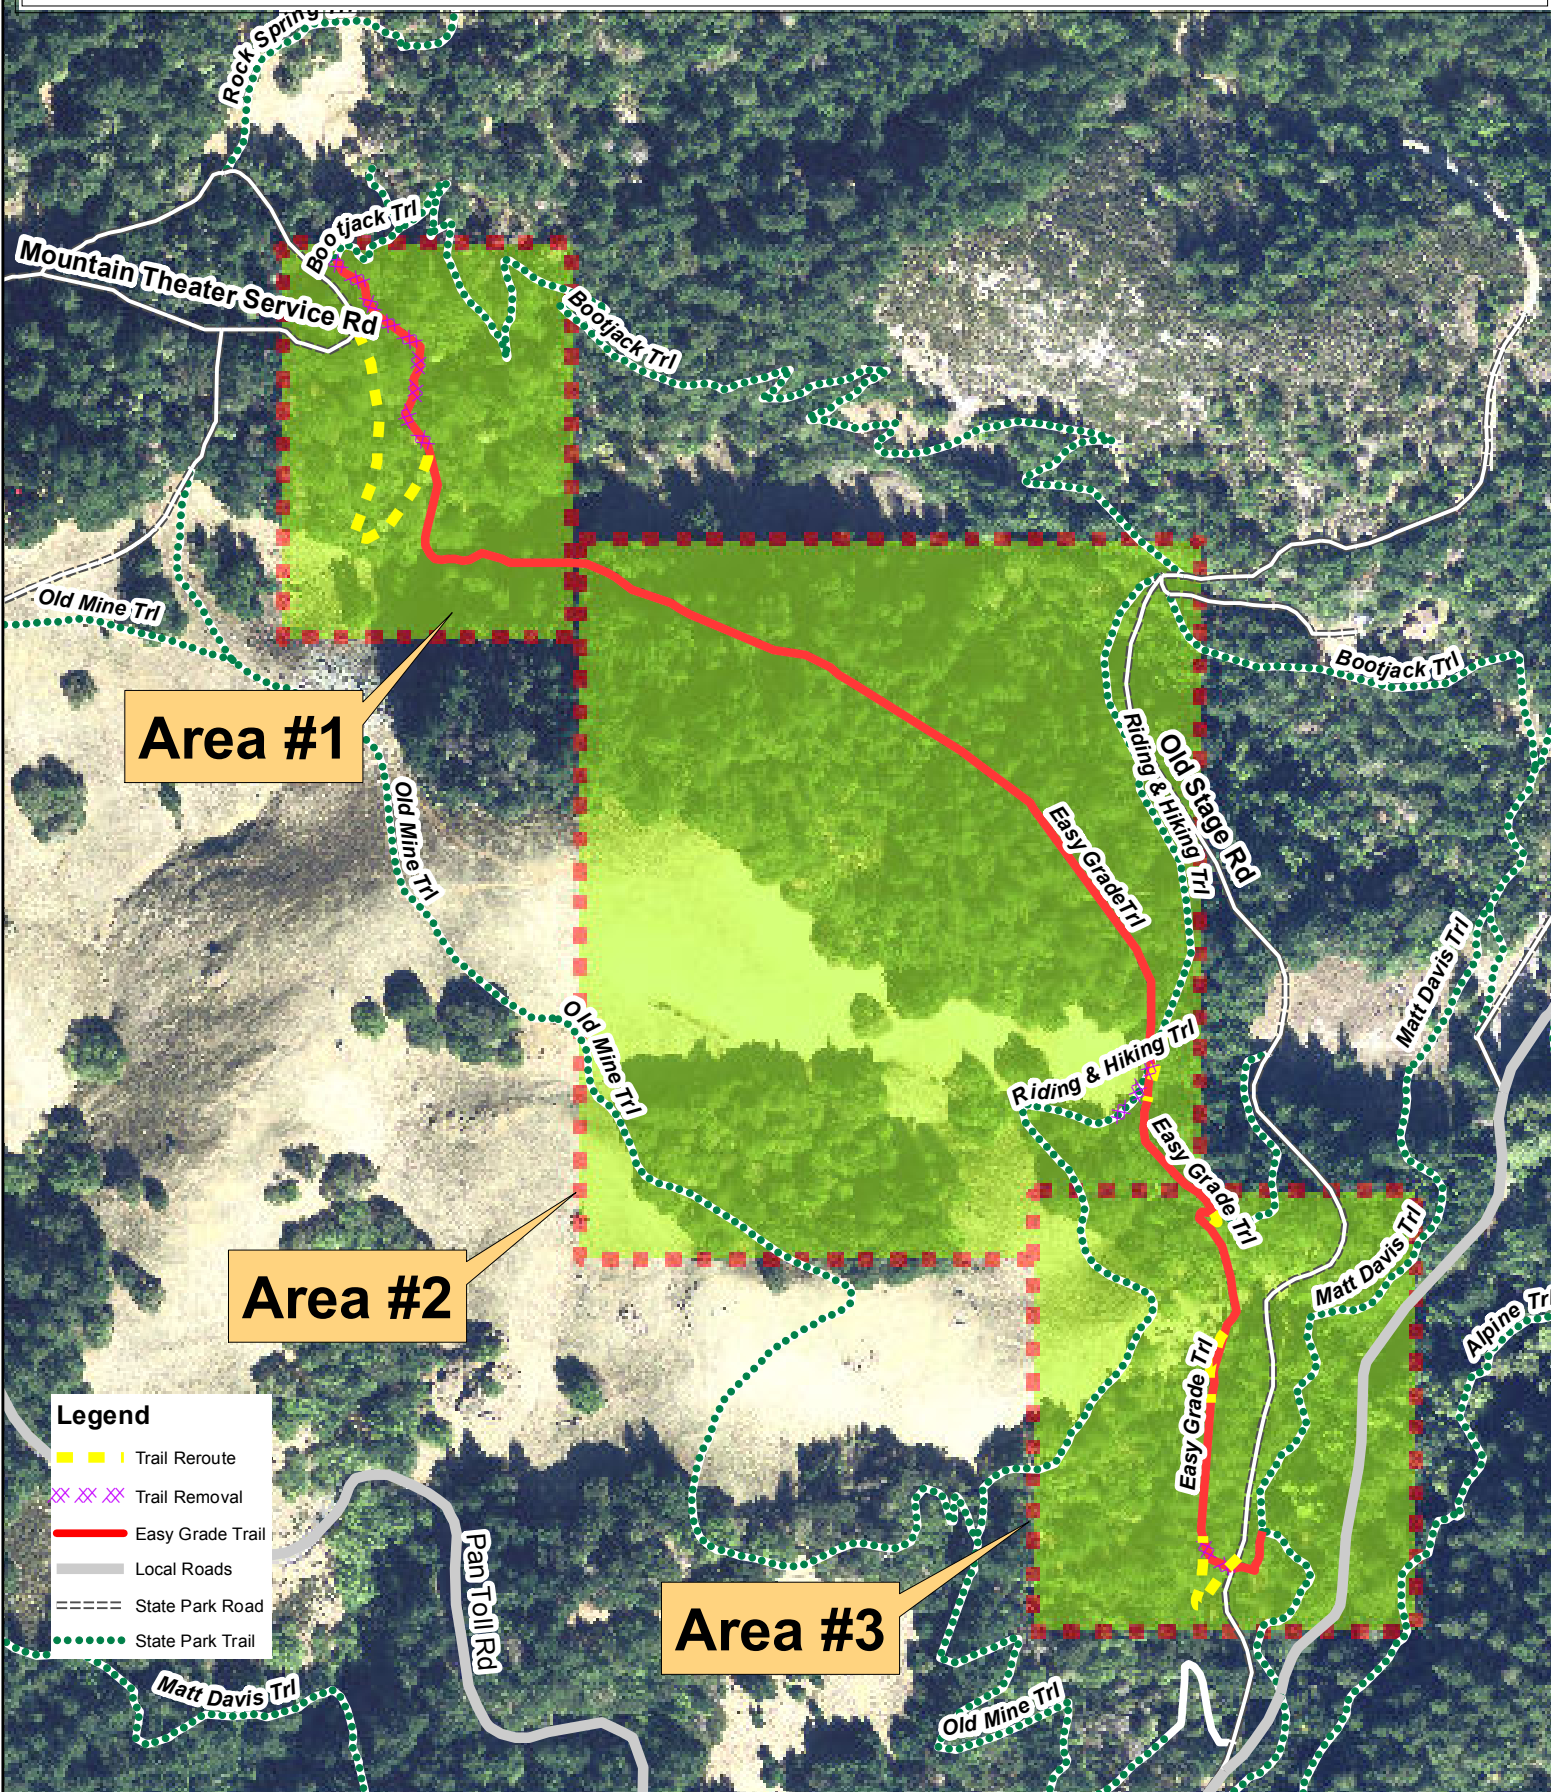 Rock Spring Trl
Bootjack Trl
Mountain Theater Service Rd
Bootjack Trl
Old Mine Trl
Bootjack Trl
Area #1
Riding & Hiking Trl
Old Stage Rd
Old Mine Trl
Easy GradeTrl
Matt Davis Trl
Old Mine Trl
Riding & Hiking Trl
Easy Grade Trl
Area #2
Matt Davis Trl
Alpine Trl
Easy Grade Trl
Legend
Trail Reroute
Trail Removal
Easy Grade Trail
Local Roads
State Park Road
State Park Trail
Pan Toll Rd
Area #3
Matt Davis Trl
Old Mine Trl